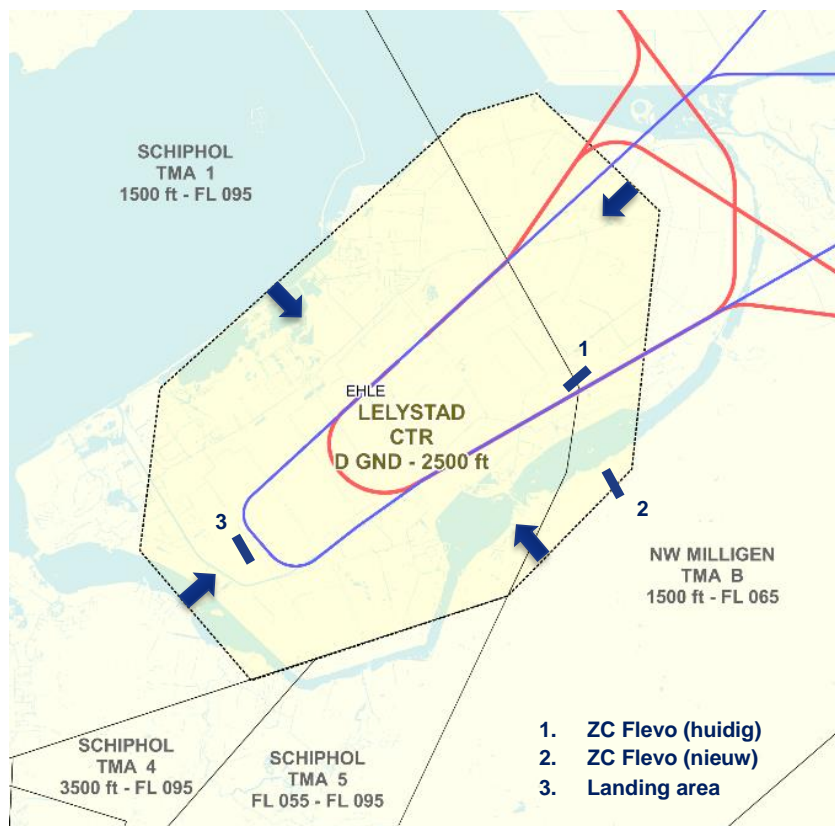 SCHIPHOL
TMA 1
1500 ft - FL 095
1
EHLE
LELYSTAD
CTR
D GND - 2500 ft
2
3
NW MILLIGEN
TMA B
1500 ft - FL 065
1. ZC Flevo (huidig)
2. ZC Flevo (nieuw)
3. Landing area
SCHIPHOL
TMA 4
3500 ft - FL 095
SCHIPHOL
TMA 5
FL 055 - FL 095